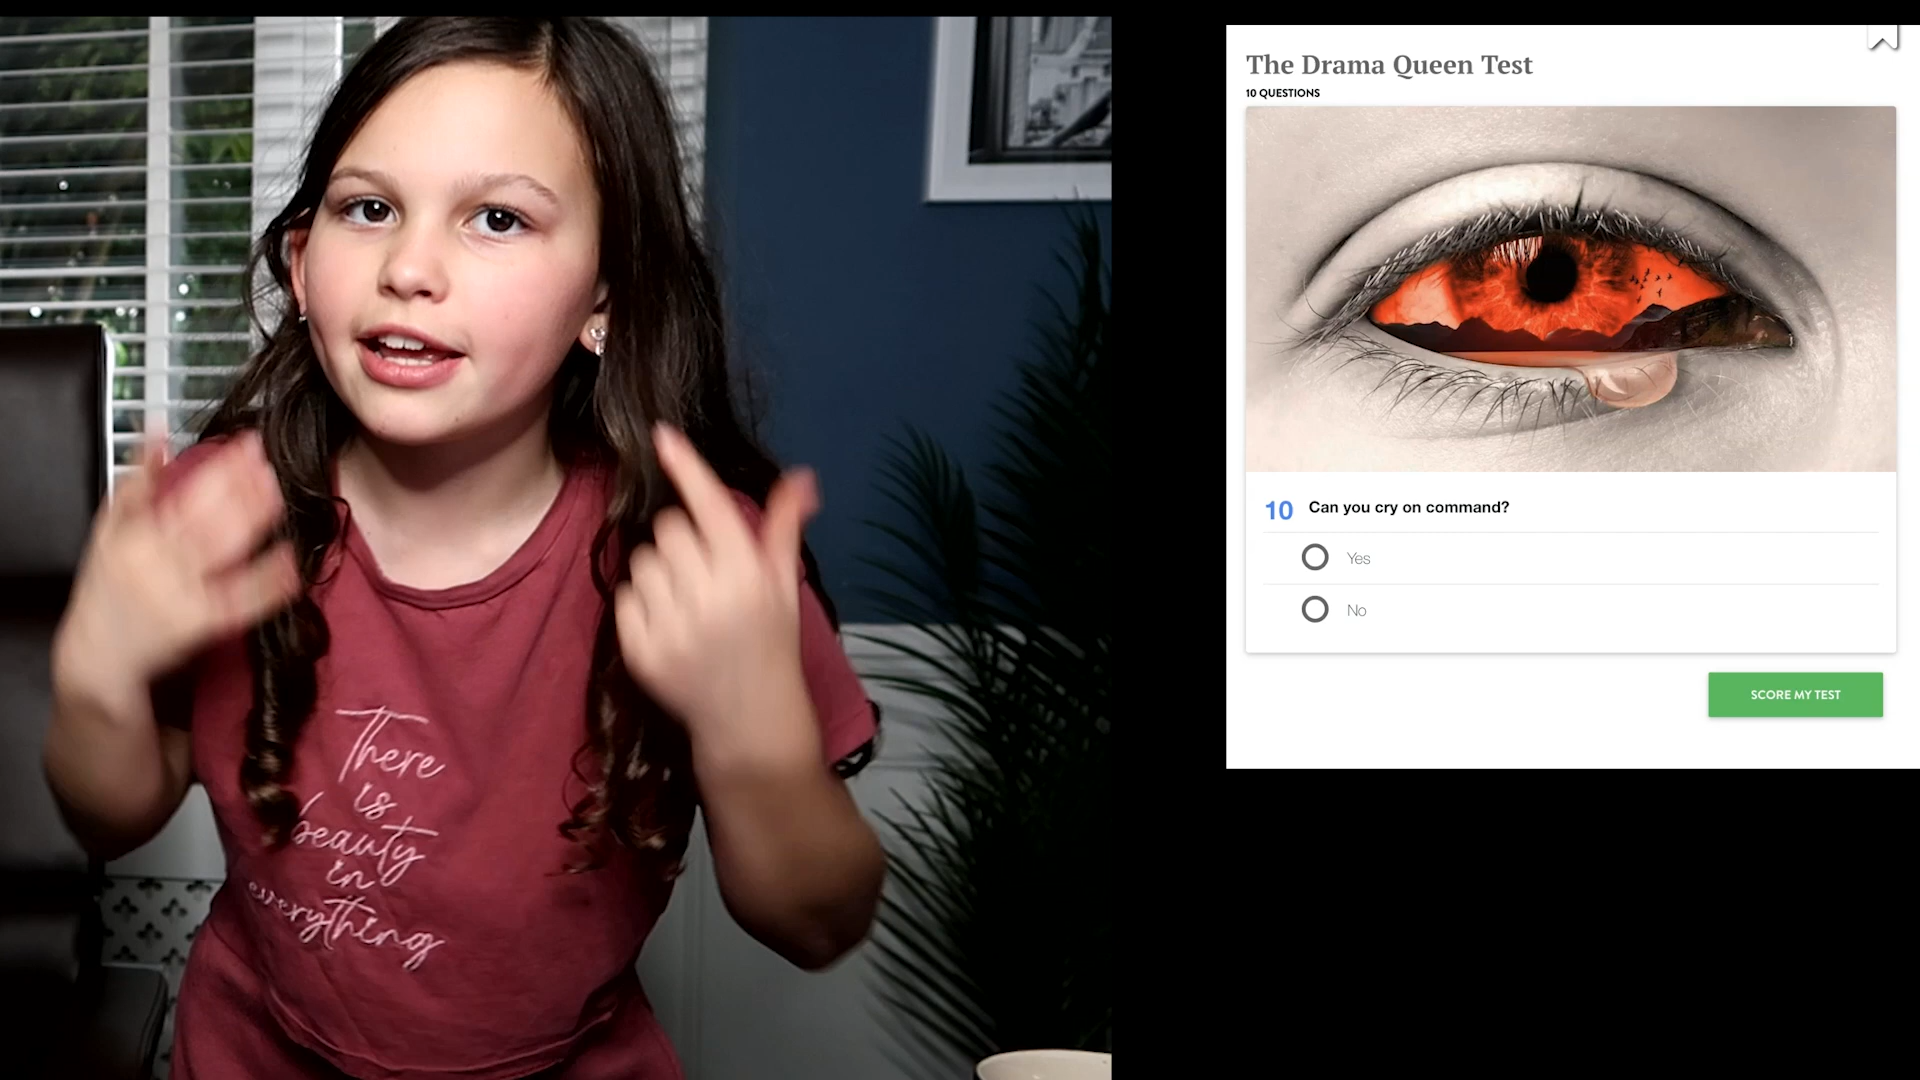 There
is
beauty
in
everything
The Drama Queen Test
10 QUESTIONS
10 Can you cry on command?
Yes
No
SCORE MY TEST